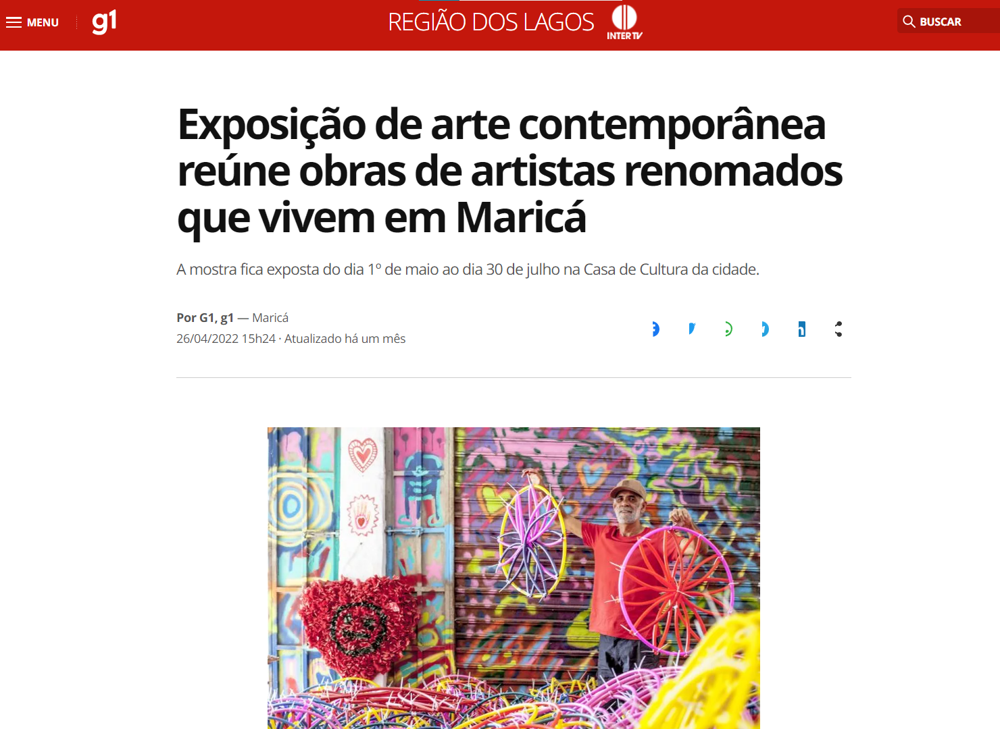 MENU
g1
REGIÃO DOS LAGOS
INTER TV
BUSCAR
Exposição de arte contemporânea
reúne obras de artistas renomados
que vivem em Maricá
A mostra fica exposta do dia 1º de maio ao dia 30 de julho na Casa de Cultura da cidade.
Por G1, g1 — Maricá
26/04/2022 15h24 · Atualizado há um mês